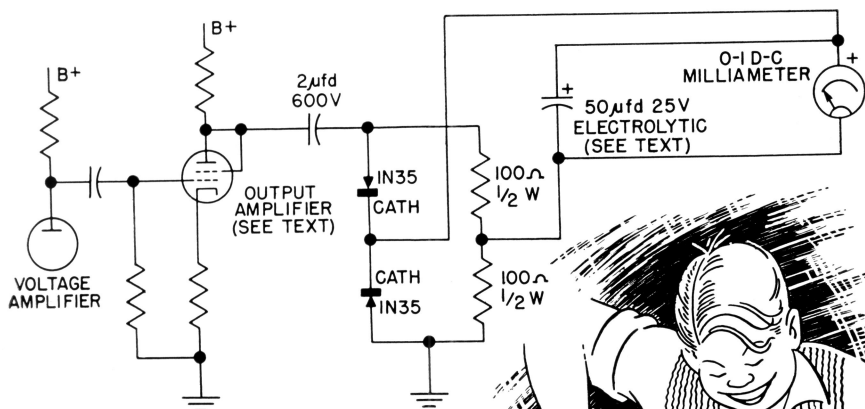 B+
B+
2µfd
600V
O-1 D-C
MILLIAMETER
+
+
50µfd 25V
ELECTROLYTIC
(SEE TEXT)
IN35
CATH
100Ω
1/2 W
OUTPUT
AMPLIFIER
(SEE TEXT)
VOLTAGE
AMPLIFIER
CATH
IN35
100Ω
1/2 W